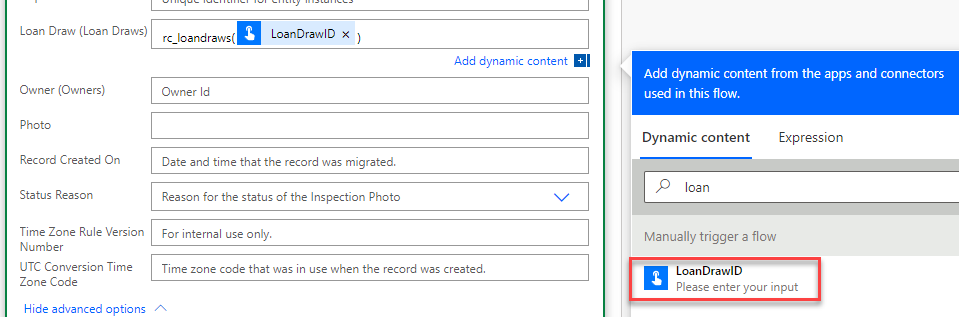 Unique identifier for entity instances
Loan Draw (Loan Draws)
rc_loandraws( LoanDrawID × )
Add dynamic content
Owner (Owners)
Owner Id
Photo
Record Created On
Date and time that the record was migrated.
Status Reason
Reason for the status of the Inspection Photo
Time Zone Rule Version
Number
For internal use only.
UTC Conversion Time
Zone Code
Time zone code that was in use when the record was created.
Hide advanced options
Add dynamic content from the apps and connectors
used in this flow.
Dynamic content
Expression
loan
Manually trigger a flow
LoanDrawID
Please enter your input